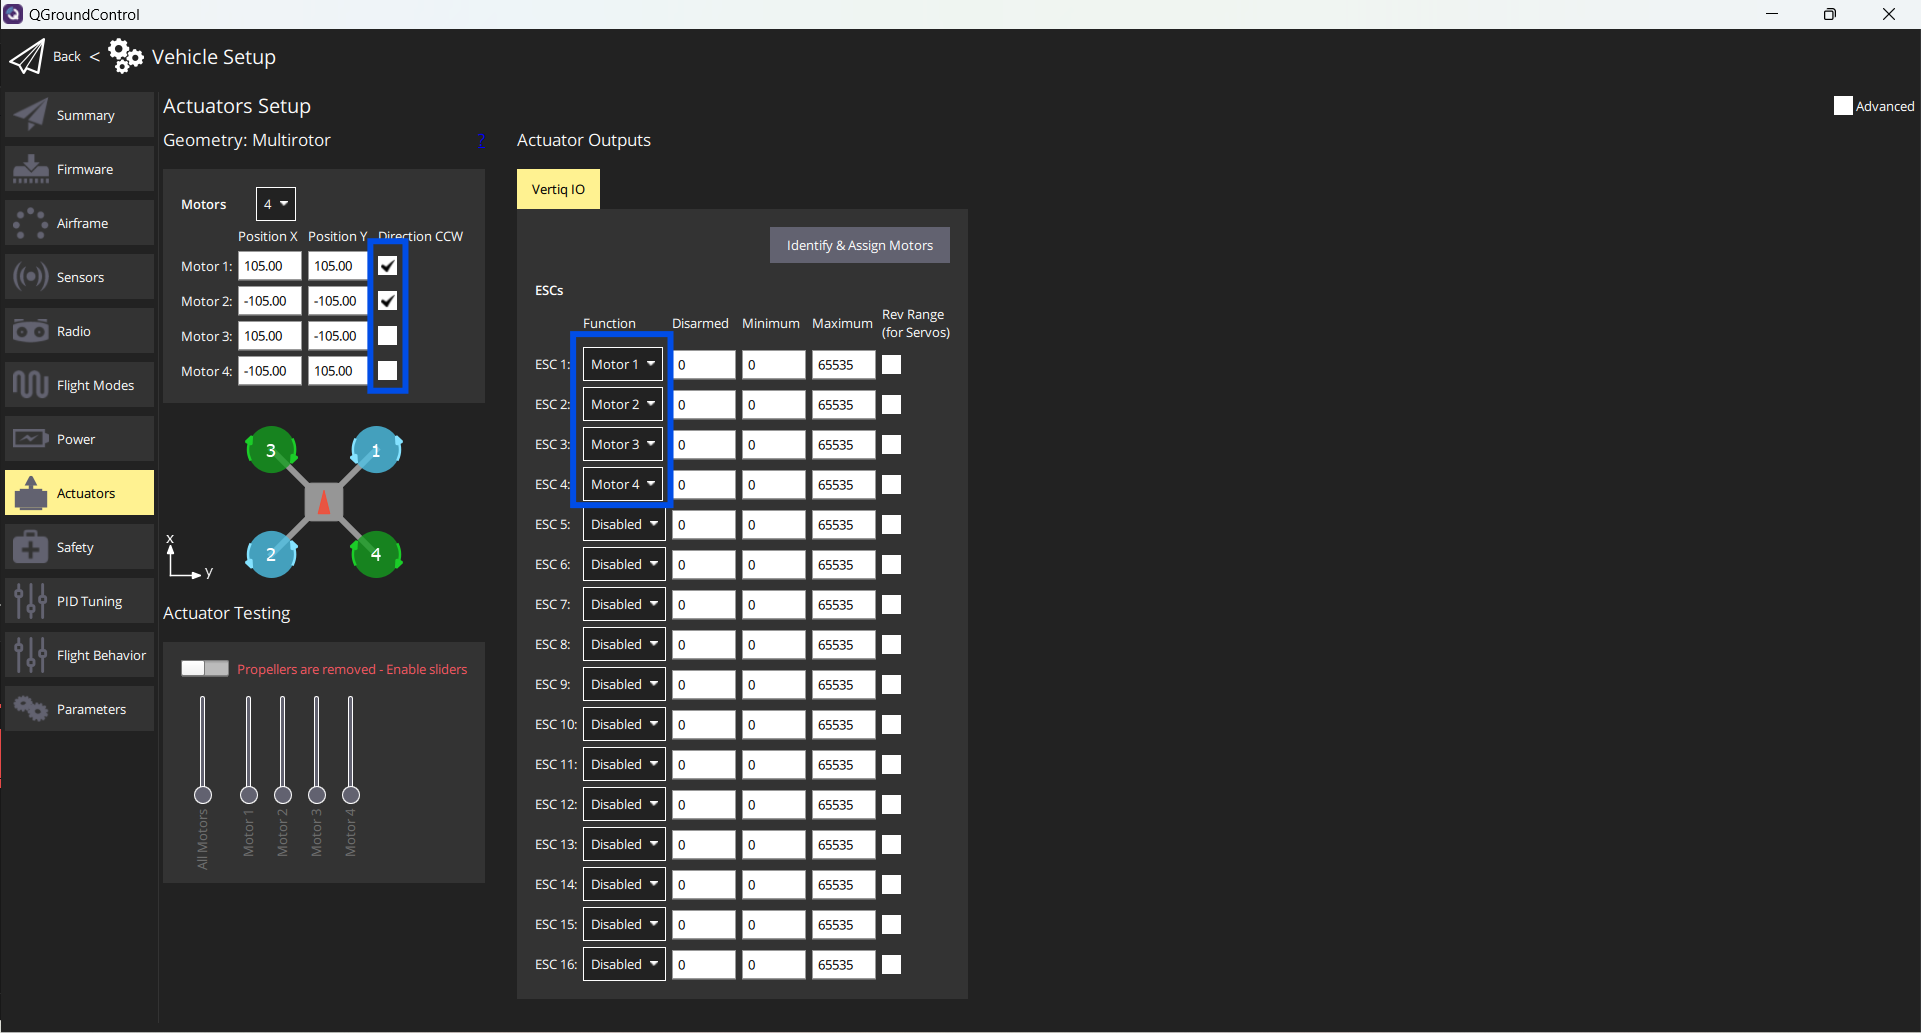 QGroundControl
Back < Vehicle Setup
Summary
Firmware
Airframe
Sensors
Radio
Flight Modes
Power
Actuators
Safety
PID Tuning
Flight Behavior
Parameters
Actuators Setup
Advanced
Geometry: Multirotor ?
Motors 4
Position X Position Y Direction CCW
Motor 1: 105.00 105.00
Motor 2: -105.00 -105.00
Motor 3: 105.00 -105.00
Motor 4: -105.00 105.00
3 1
2 4
x
y
Actuator Testing
Propellers are removed - Enable sliders
All Motors
Motor 1
Motor 2
Motor 3
Motor 4
Actuator Outputs
Vertiq IO
Identify & Assign Motors
ESCs
Function Disarmed Minimum Maximum Rev Range
(for Servos)
ESC 1: Motor 1 0 0 65535
ESC 2: Motor 2 0 0 65535
ESC 3: Motor 3 0 0 65535
ESC 4: Motor 4 0 0 65535
ESC 5: Disabled 0 0 65535
ESC 6: Disabled 0 0 65535
ESC 7: Disabled 0 0 65535
ESC 8: Disabled 0 0 65535
ESC 9: Disabled 0 0 65535
ESC 10: Disabled 0 0 65535
ESC 11: Disabled 0 0 65535
ESC 12: Disabled 0 0 65535
ESC 13: Disabled 0 0 65535
ESC 14: Disabled 0 0 65535
ESC 15: Disabled 0 0 65535
ESC 16: Disabled 0 0 65535